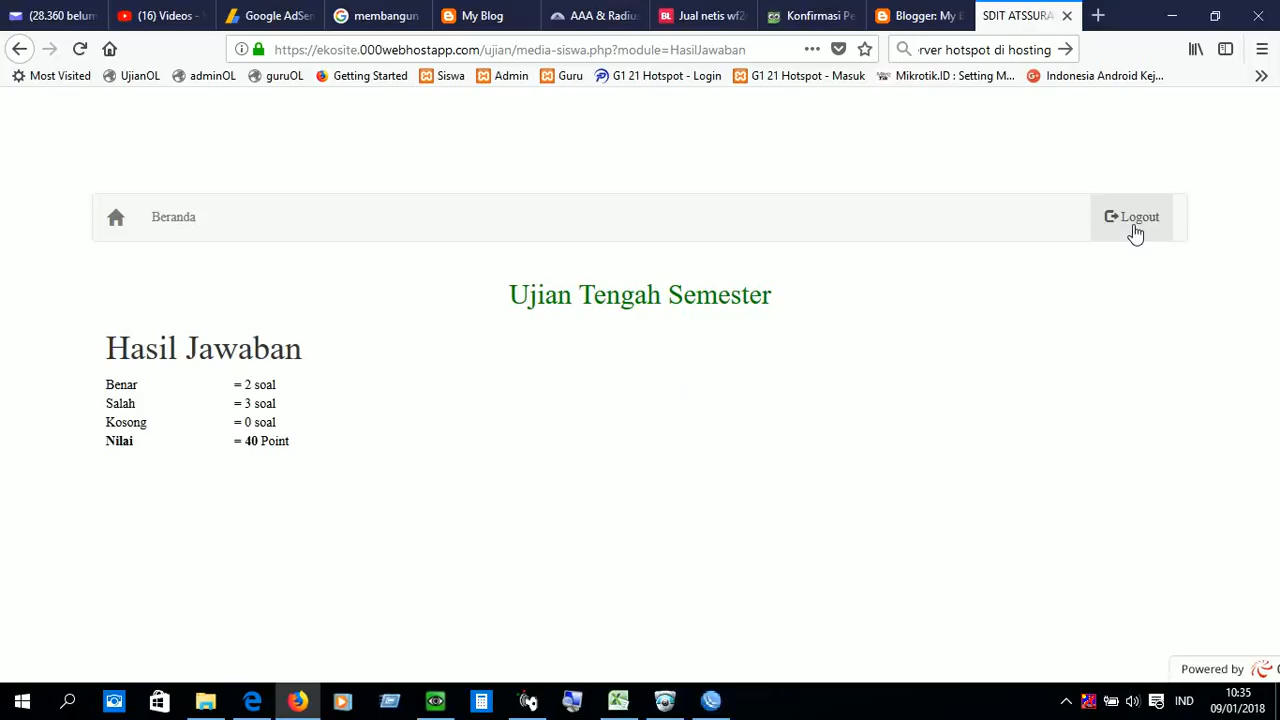 (28.360 belum
(16) Videos -
Google AdSen
membangun
My Blog
AAA & Radiu
Jual netis wf2
Konfirmasi Pe
Blogger: My B
SDIT ATSSURA
https://ekosite.000webhostapp.com/ujian/media-siswa.php?module=HasilJawaban
rver hotspot di hosting
Most Visited
UjianOL
adminOL
guruOL
Getting Started
Siswa
Admin
Guru
G1 21 Hotspot - Login
G1 21 Hotspot - Masuk
Mikrotik.ID : Setting M...
Indonesia Android Kej...
Beranda
Logout
Ujian Tengah Semester
Hasil Jawaban
Benar = 2 soal
Salah = 3 soal
Kosong = 0 soal
Nilai = 40 Point
Powered by
IND
10:35
09/01/2018